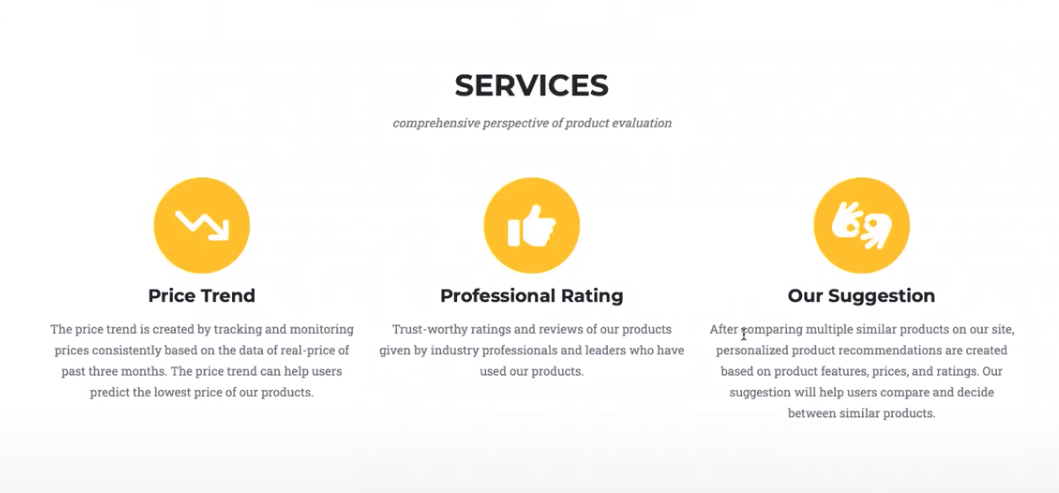 SERVICES
comprehensive perspective of product evaluation
Price Trend
The price trend is created by tracking and monitoring
prices consistently based on the data of real-price of
past three months. The price trend can help users
predict the lowest price of our products.
Professional Rating
Trust-worthy ratings and reviews of our products
given by industry professionals and leaders who have
used our products.
Our Suggestion
After comparing multiple similar products on our site,
personalized product recommendations are created
based on product features, prices, and ratings. Our
suggestion will help users compare and decide
between similar products.